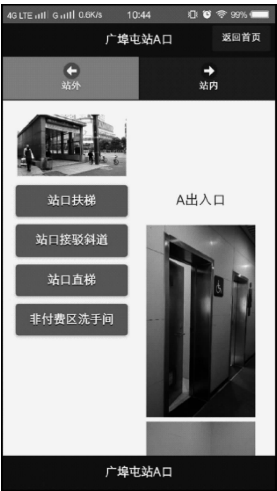 4G LTE G 0.6K/s 10:44 99%
广埠屯站A口 返回首页
站外 站内
站口扶梯
A出入口
站口接驳斜道
站口直梯
非付费区洗手间
广埠屯站A口